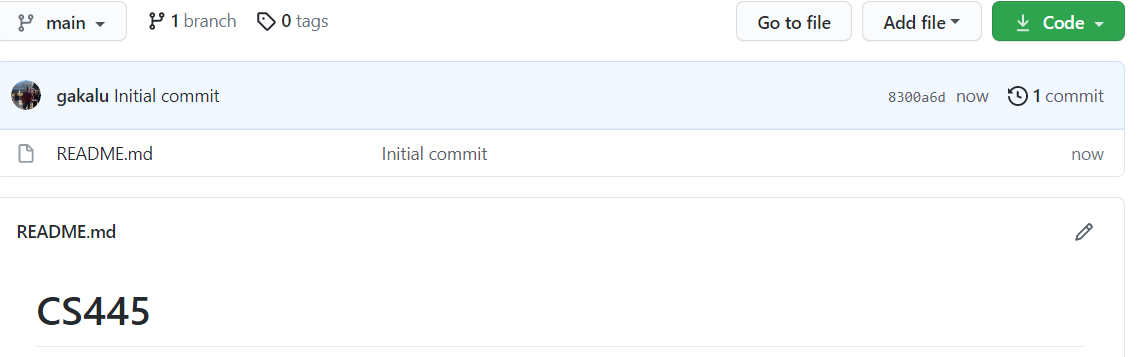 main 1 branch 0 tags Go to file Add file Code
gakalu Initial commit 8300a6d now 1 commit
README.md Initial commit now
README.md
CS445